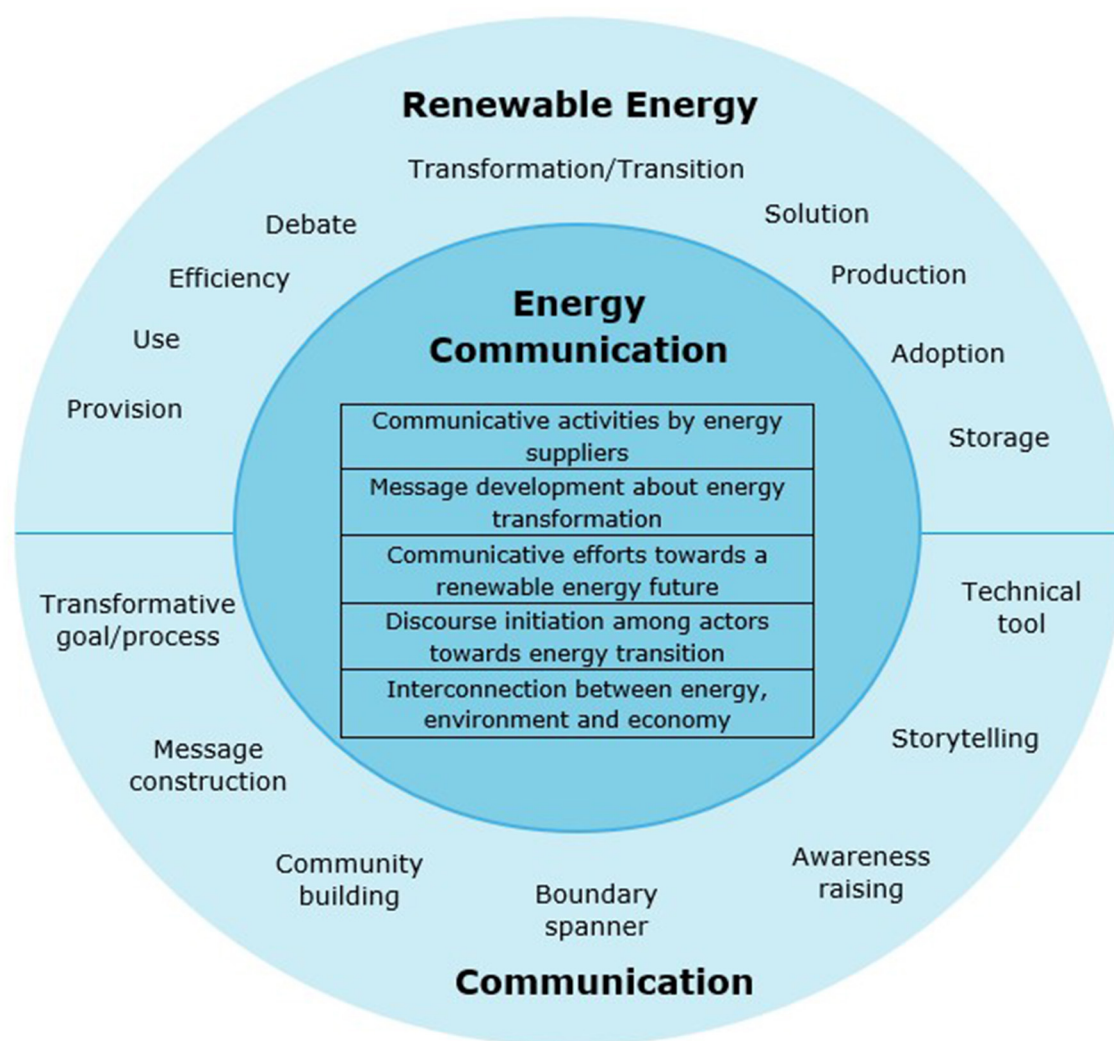 Renewable Energy
Transformation/Transition
Debate
Solution
Efficiency
Production
Use
Adoption
Provision
Storage
Energy
Communication
Communicative activities by energy
suppliers
Message development about energy
transformation
Communicative efforts towards a
renewable energy future
Discourse initiation among actors
towards energy transition
Interconnection between energy,
environment and economy
Transformative
goal/process
Technical
tool
Message
construction
Storytelling
Community
building
Boundary
spanner
Awareness
raising
Communication